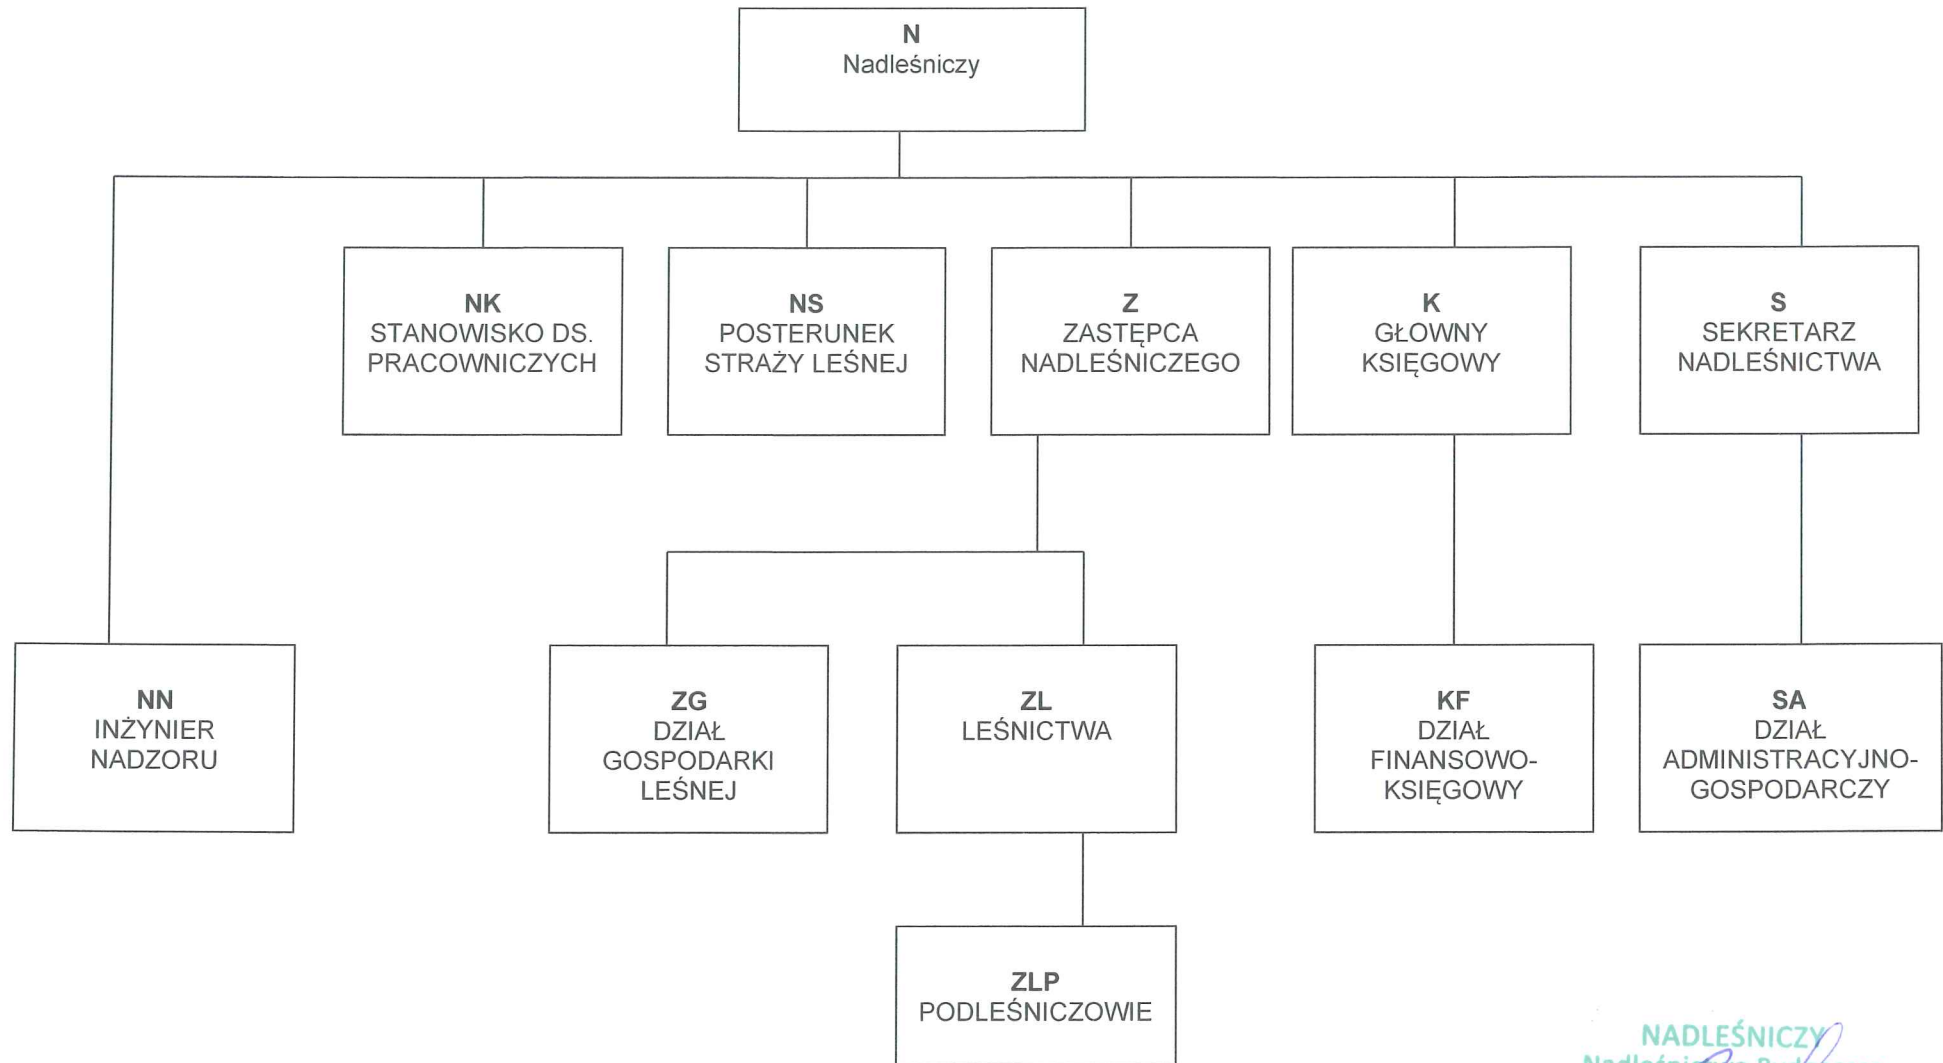 N
Nadleśniczy
NK
STANOWISKO DS.
PRACOWNICZYCH
NS
POSTERUNEK
STRAŻY LEŚNEJ
Z
ZASTĘPCA
NADLEŚNICZEGO
K
GŁOWNY
KSIĘGOWY
S
SEKRETARZ
NADLEŚNICTWA
NN
INŻYNIER
NADZORU
ZG
DZIAŁ
GOSPODARKI
LEŚNEJ
ZL
LEŚNICTWA
KF
DZIAŁ
FINANSOWO-
KSIĘGOWY
SA
DZIAŁ
ADMINISTRACYJNO-
GOSPODARCZY
ZLP
PODLEŚNICZOWIE
NADLEŚNICZY